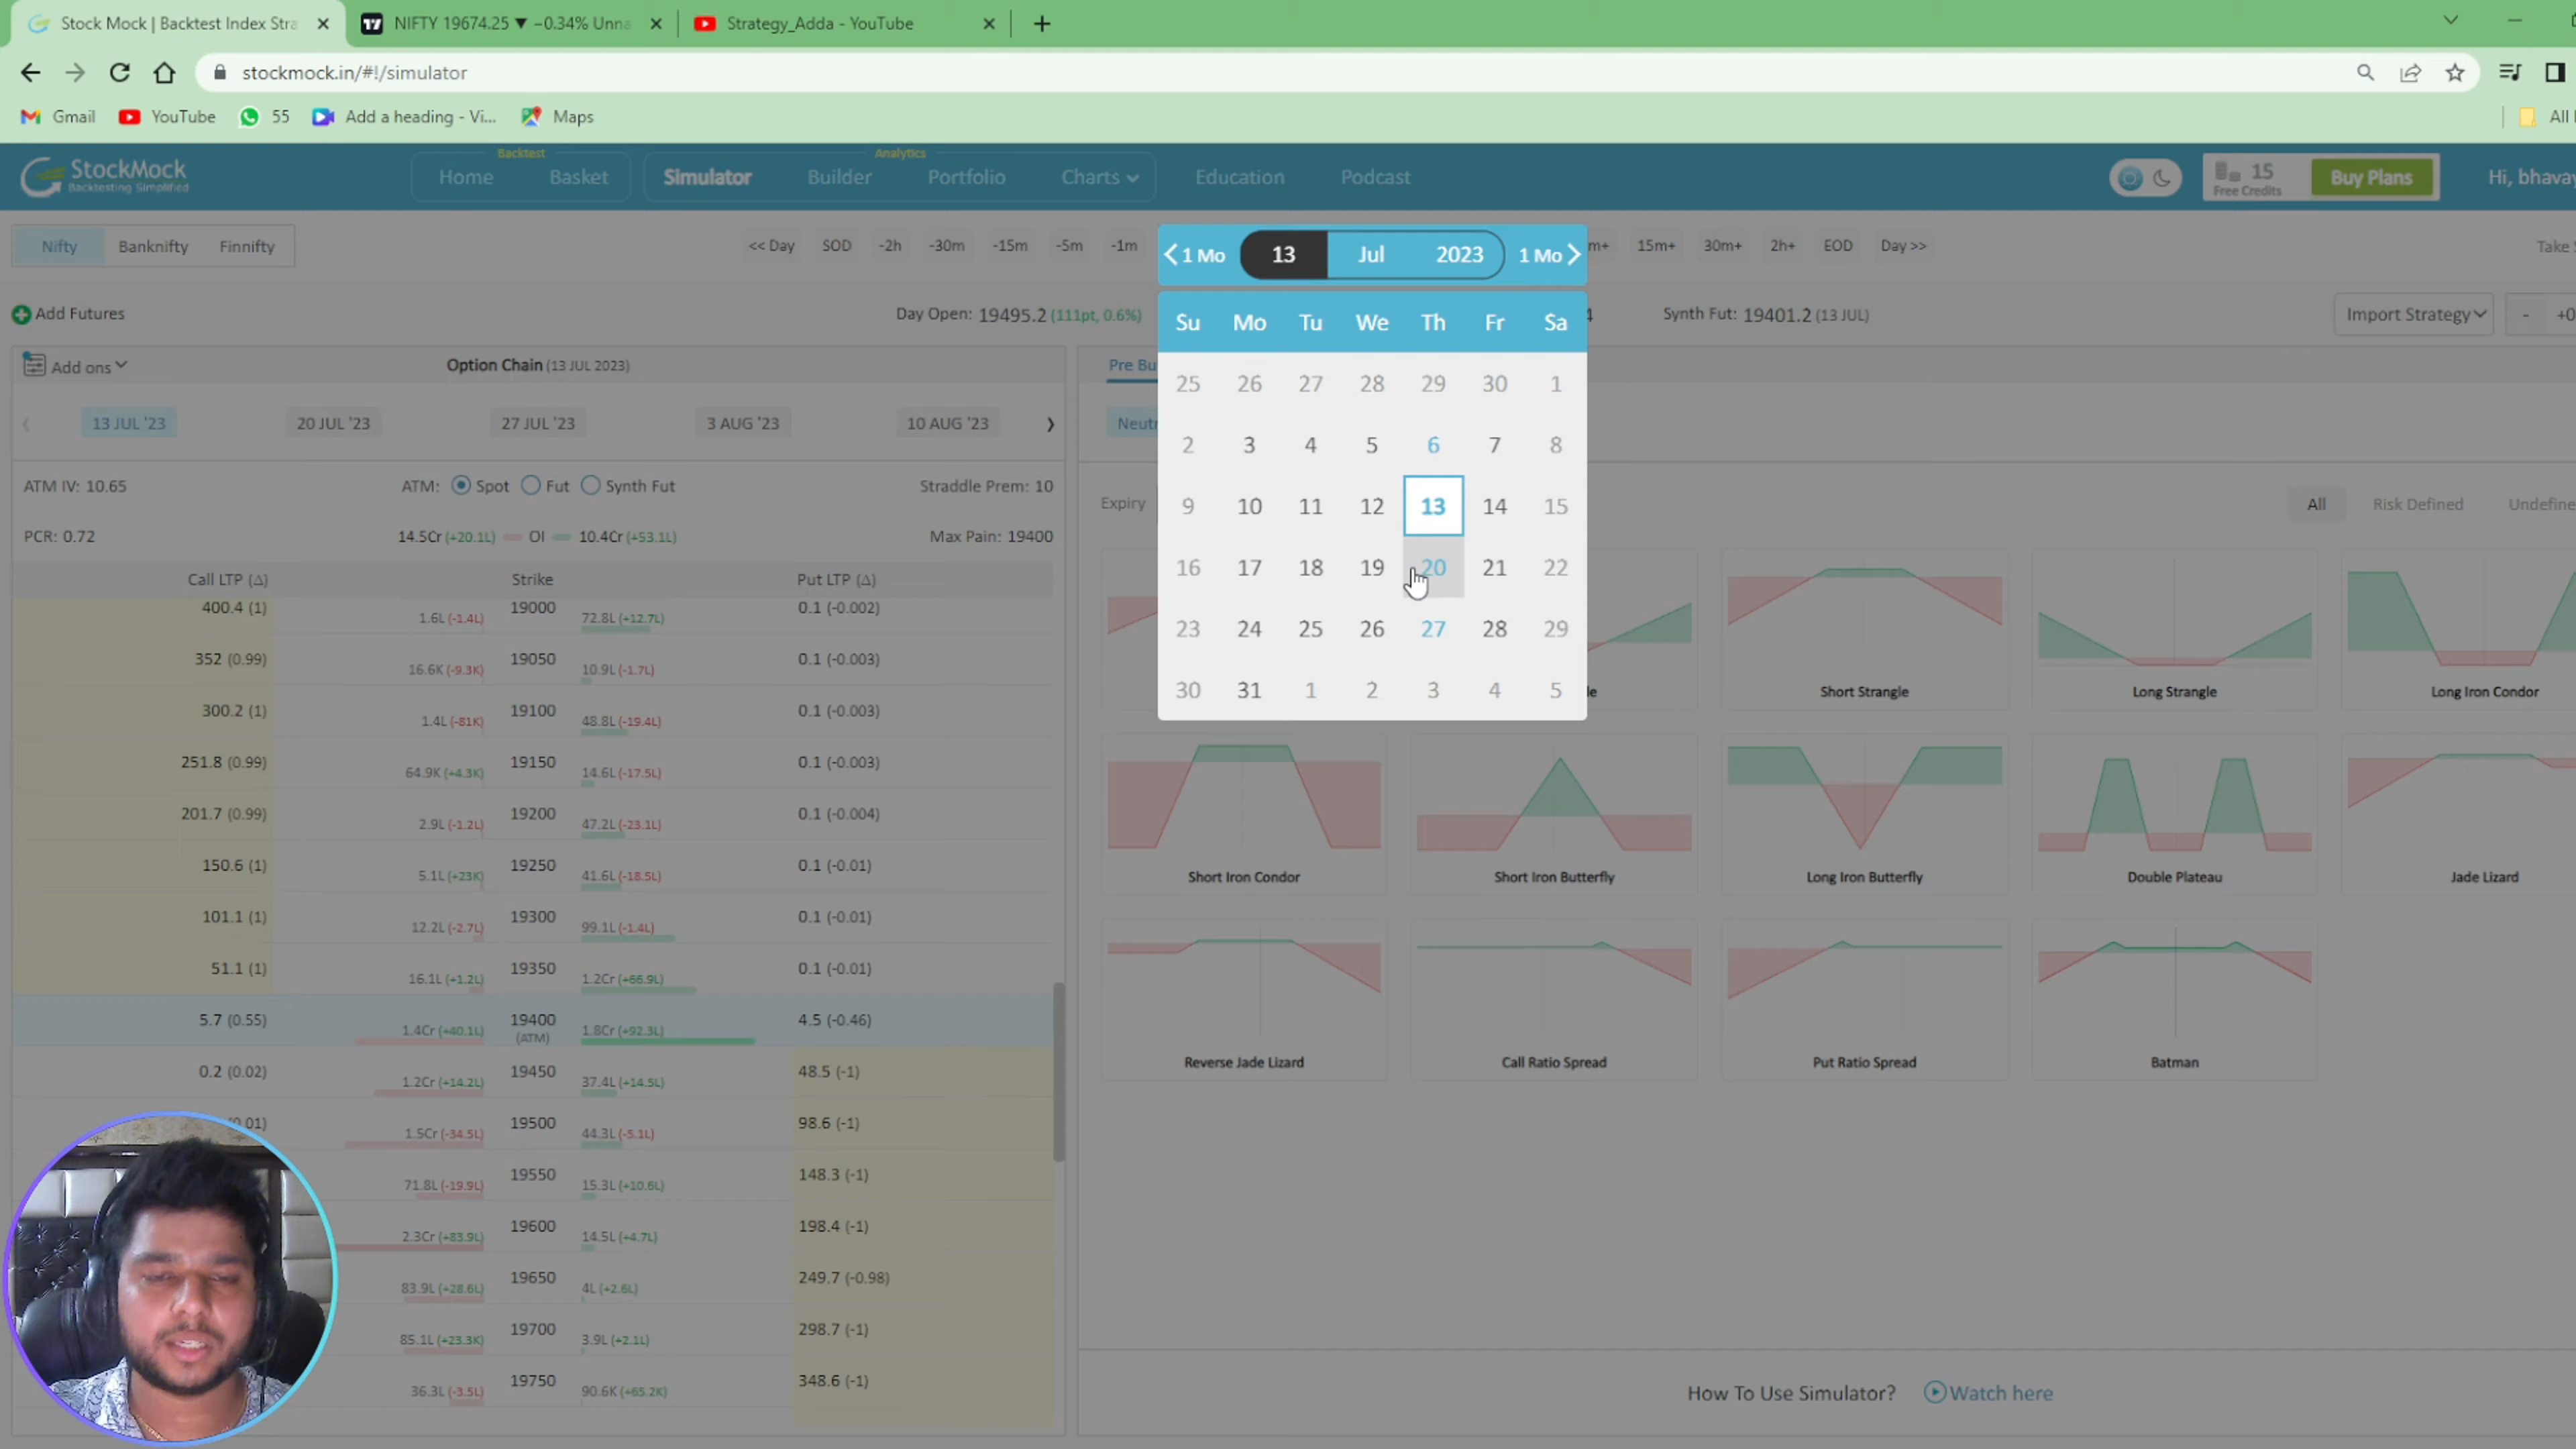 Stock Mock | Backtest Index Stra
NIFTY 19674.25 ▼ −0.34% Unna
Strategy_Adda - YouTube
stockmock.in/#!/simulator
Gmail
YouTube
55
Add a heading - Vi...
Maps
All
StockMock
Backtesting Simplified
Backtest
Home
Basket
Analytics
Simulator
Builder
Portfolio
Charts
Education
Podcast
15
Free Credits
Buy Plans
Hi, bhavay
Nifty
Banknifty
Finnifty
<< Day
SOD
-2h
-30m
-15m
-5m
-1m
15m+
30m+
2h+
EOD
Day >>
Take
1 Mo
13
Jul
2023
1 Mo
Add Futures
Day Open: 19495.2 (111pt, 0.6%)
Synth Fut: 19401.2 (13 JUL)
Import Strategy
-
+0
Su Mo Tu We Th Fr Sa
25 26 27 28 29 30 1
2 3 4 5 6 7 8
9 10 11 12 13 14 15
16 17 18 19 20 21 22
23 24 25 26 27 28 29
30 31 1 2 3 4 5
Add ons
Option Chain (13 JUL 2023)
Pre Bu
13 JUL '23
20 JUL '23
27 JUL '23
3 AUG '23
10 AUG '23
Neutr
ATM IV: 10.65
ATM: Spot Fut Synth Fut
Straddle Prem: 10
Expiry
All
Risk Defined
Undefine
PCR: 0.72
14.5Cr (+20.1L) OI 10.4Cr (+53.1L)
Max Pain: 19400
Call LTP (Δ) Strike Put LTP (Δ)
400.4 (1) 1.6L (-1.4L) 19000 72.8L (+12.7L) 0.1 (-0.002)
352 (0.99) 16.6K (-9.3K) 19050 10.9L (-1.7L) 0.1 (-0.003)
300.2 (1) 1.4L (-81K) 19100 48.8L (-19.4L) 0.1 (-0.003)
251.8 (0.99) 64.9K (+4.3K) 19150 14.6L (-17.5L) 0.1 (-0.003)
201.7 (0.99) 2.9L (-1.2L) 19200 47.2L (-23.1L) 0.1 (-0.004)
150.6 (1) 5.1L (+23K) 19250 41.6L (-18.5L) 0.1 (-0.01)
101.1 (1) 12.2L (-2.7L) 19300 99.1L (-1.4L) 0.1 (-0.01)
51.1 (1) 16.1L (+1.2L) 19350 1.2Cr (+66.9L) 0.1 (-0.01)
5.7 (0.55) 1.4Cr (+40.1L) 19400 1.8Cr (+92.3L) 4.5 (-0.46)
(ATM)
0.2 (0.02) 1.2Cr (+14.2L) 19450 37.4L (+14.5L) 48.5 (-1)
1.5Cr (-34.5L) 19500 44.3L (-5.1L) 98.6 (-1)
71.8L (-19.9L) 19550 15.3L (+10.6L) 148.3 (-1)
2.3Cr (+83.9L) 19600 14.5L (+4.7L) 198.4 (-1)
83.9L (+28.6L) 19650 4L (+2.6L) 249.7 (-0.98)
85.1L (+23.3K) 19700 3.9L (+2.1L) 298.7 (-1)
36.3L (-3.5L) 19750 90.6K (+65.2K) 348.6 (-1)
Short Strangle
Long Strangle
Long Iron Condor
Short Iron Condor
Short Iron Butterfly
Long Iron Butterfly
Double Plateau
Jade Lizard
Reverse Jade Lizard
Call Ratio Spread
Put Ratio Spread
Batman
How To Use Simulator?
Watch here